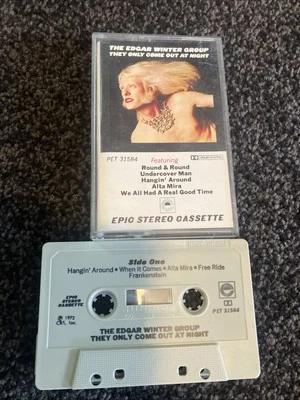 THE EDGAR WINTER GROUP
THEY ONLY COME OUT AT NIGHT
PET 31584
Featuring
Round & Round
Undercover Man
Hangin' Around
Alta Mira
We All Had A Real Good Time
EPIC STEREO CASSETTE
Side One
Hangin' Around • When it Comes • Alta Mira • Free Ride
Frankenstein
EPIC
STEREO
CASSETTE
℗ 1972
CBS, Inc.
PET 31584
THE EDGAR WINTER GROUP
THEY ONLY COME OUT AT NIGHT